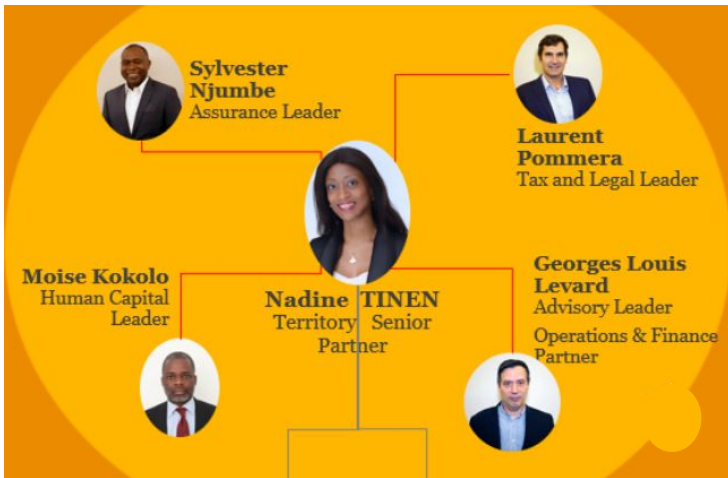 Sylvester
Njumbe
Assurance Leader
Laurent
Pommera
Tax and Legal Leader
Moise Kokolo
Human Capital
Leader
Nadine TINEN
Territory Senior
Partner
Georges Louis
Levard
Advisory Leader
Operations & Finance
Partner